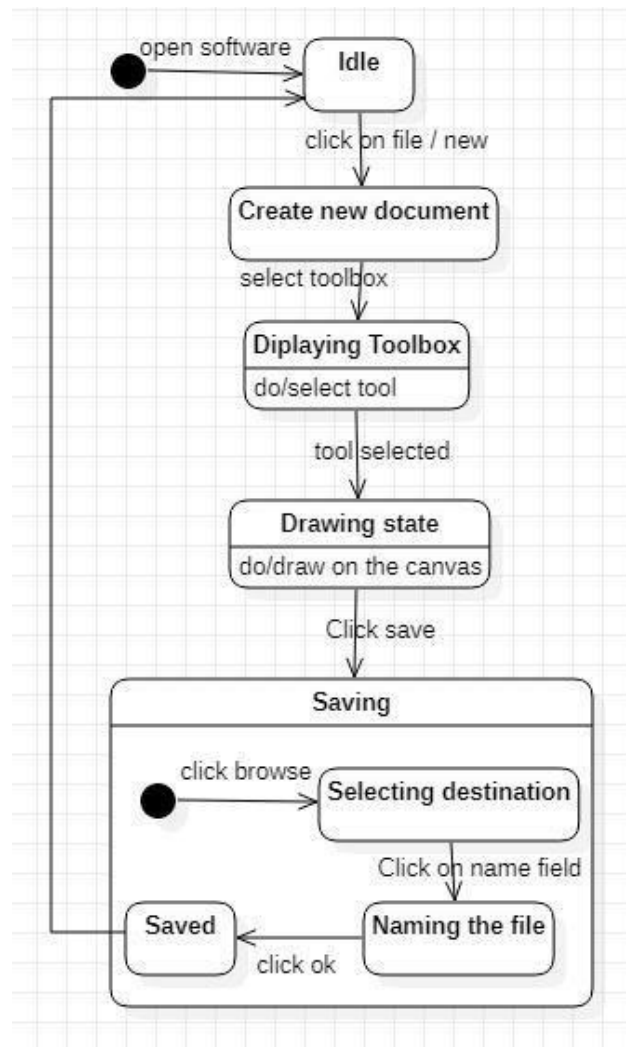 open software
Idle
click on file / new
Create new document
select toolbox
Diplaying Toolbox
do/select tool
tool selected
Drawing state
do/draw on the canvas
Click save
Saving
click browse
Selecting destination
Click on name field
Saved
Naming the file
click ok